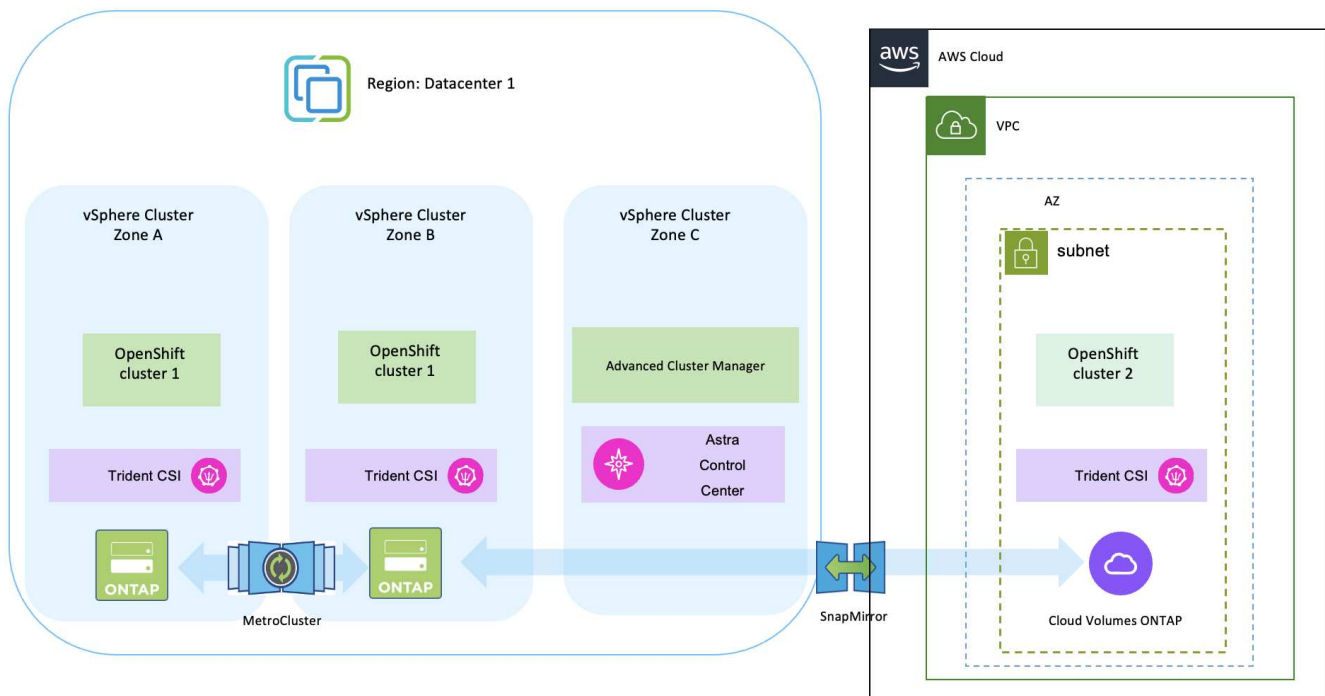 Region: Datacenter 1
vSphere Cluster
Zone A
OpenShift
cluster 1
Trident CSI
ONTAP
MetroCluster
vSphere Cluster
Zone B
OpenShift
cluster 1
Trident CSI
ONTAP
vSphere Cluster
Zone C
Advanced Cluster Manager
Astra
Control
Center
SnapMirror
aws
AWS Cloud
VPC
AZ
subnet
OpenShift
cluster 2
Trident CSI
Cloud Volumes ONTAP